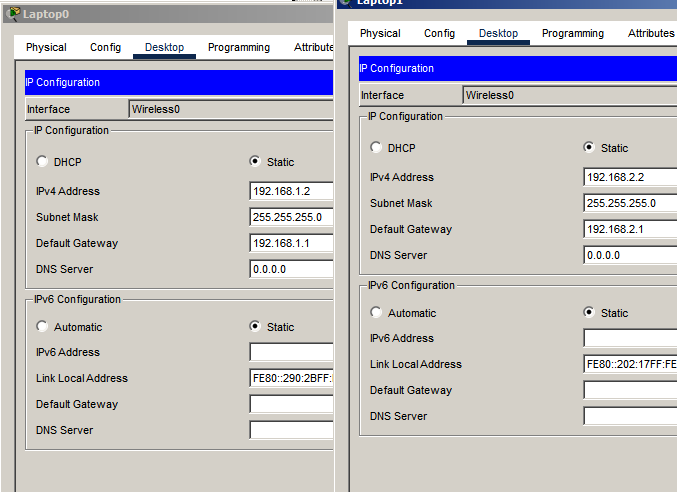 Laptop0
Physical Config Desktop Programming Attribute
IP Configuration
Interface Wireless0
IP Configuration
DHCP Static
IPv4 Address 192.168.1.2
Subnet Mask 255.255.255.0
Default Gateway 192.168.1.1
DNS Server 0.0.0.0
IPv6 Configuration
Automatic Static
IPv6 Address
Link Local Address FE80::290:2BFF:
Default Gateway
DNS Server
Laptop1
Physical Config Desktop Programming Attributes
IP Configuration
Interface Wireless0
IP Configuration
DHCP Static
IPv4 Address 192.168.2.2
Subnet Mask 255.255.255.0
Default Gateway 192.168.2.1
DNS Server 0.0.0.0
IPv6 Configuration
Automatic Static
IPv6 Address
Link Local Address FE80::202:17FF:FE
Default Gateway
DNS Server